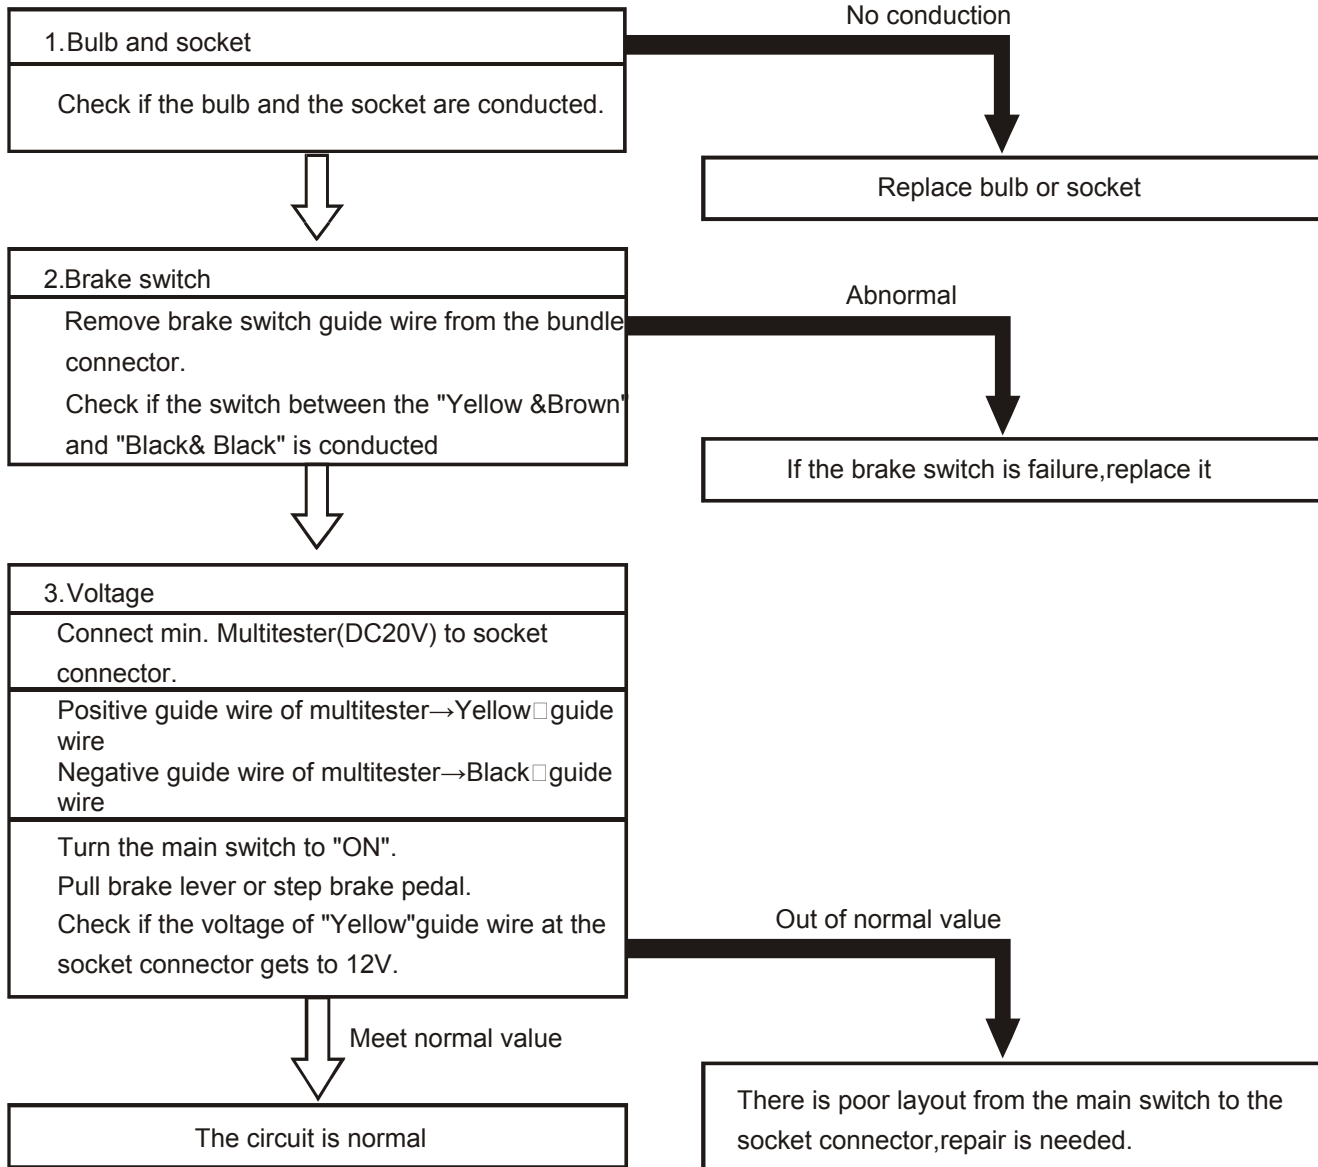 1.Bulb and socket
No conduction
Check if the bulb and the socket are conducted.
Replace bulb or socket
2.Brake switch
Abnormal
Remove brake switch guide wire from the bundle
connector.
Check if the switch between the "Yellow &Brown"
and "Black& Black" is conducted
If the brake switch is failure,replace it
3.Voltage
Connect min. Multitester(DC20V) to socket
connector.
Positive guide wire of multitester→Yellow□guide
wire
Negative guide wire of multitester→Black□guide
wire
Turn the main switch to "ON".
Pull brake lever or step brake pedal.
Check if the voltage of "Yellow"guide wire at the
socket connector gets to 12V.
Out of normal value
Meet normal value
The circuit is normal
There is poor layout from the main switch to the
socket connector,repair is needed.